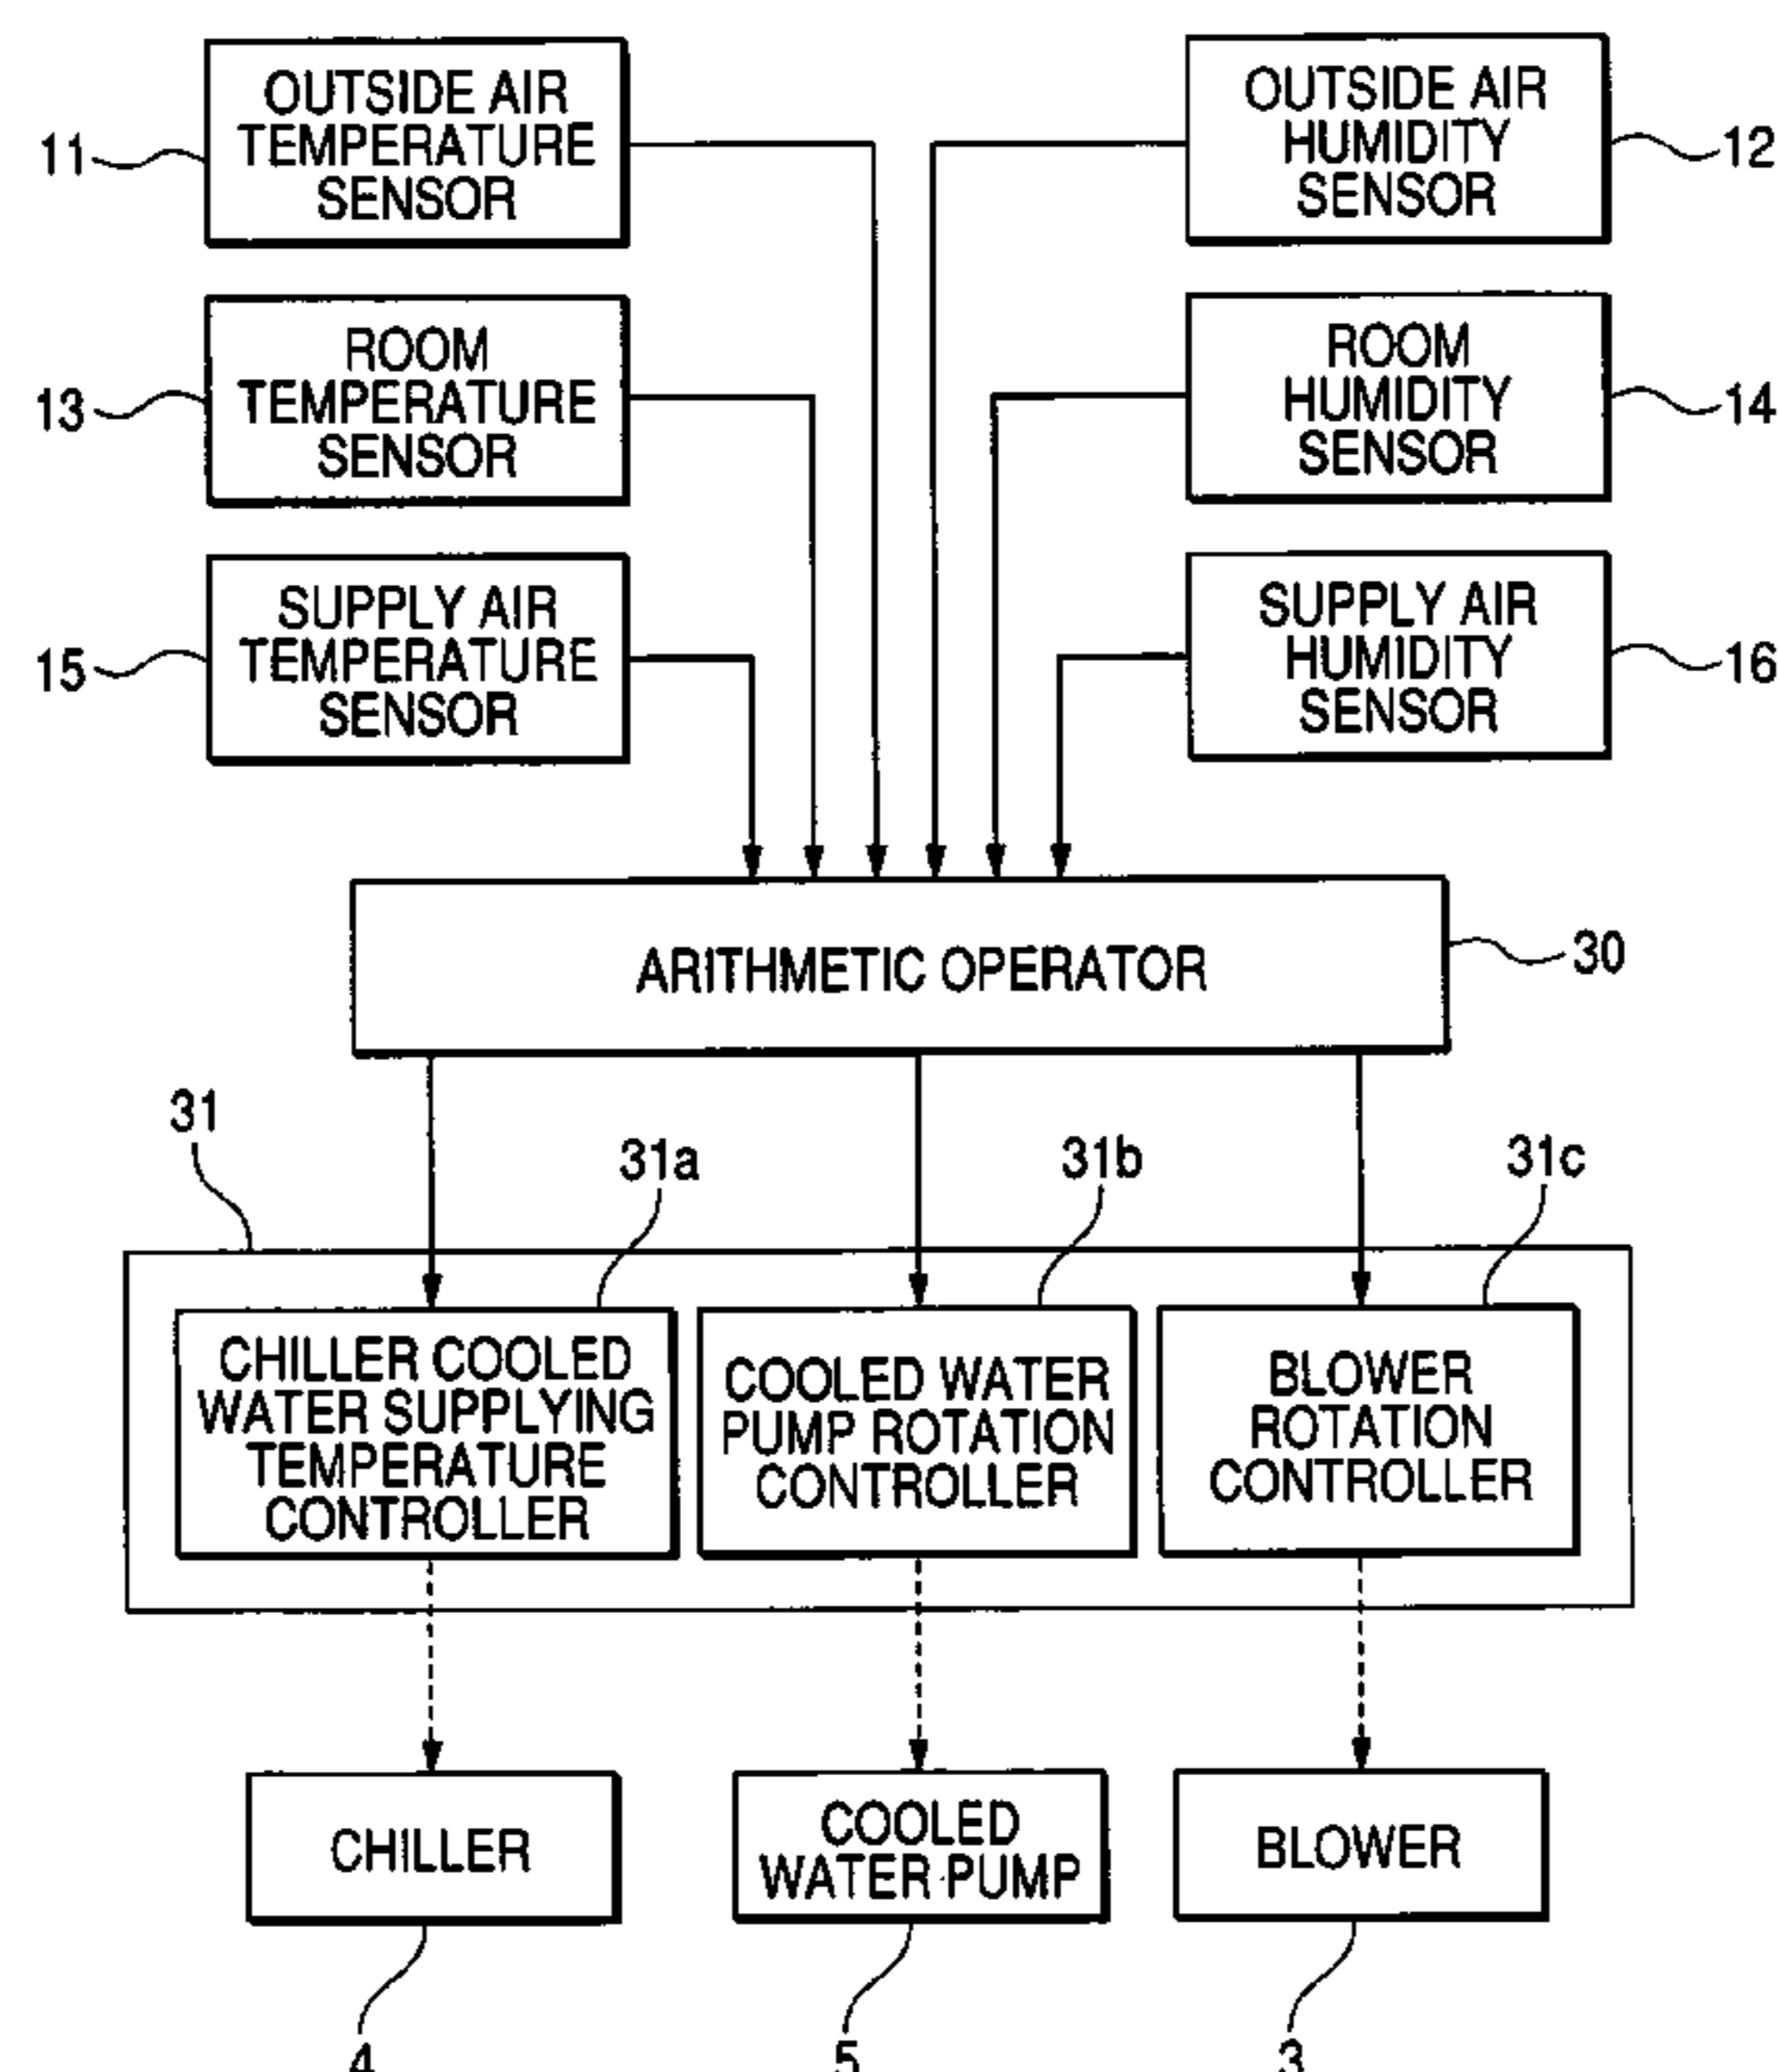 OUTSIDE AIR
TEMPERATURE
SENSOR
11
OUTSIDE AIR
HUMIDITY
SENSOR
12
ROOM
TEMPERATURE
SENSOR
13
ROOM
HUMIDITY
SENSOR
14
SUPPLY AIR
TEMPERATURE
SENSOR
15
SUPPLY AIR
HUMIDITY
SENSOR
16
ARITHMETIC OPERATOR
30
31
31a
31b
31c
CHILLER COOLED
WATER SUPPLYING
TEMPERATURE
CONTROLLER
COOLED WATER
PUMP ROTATION
CONTROLLER
BLOWER
ROTATION
CONTROLLER
CHILLER
COOLED
WATER PUMP
BLOWER
4
5
3